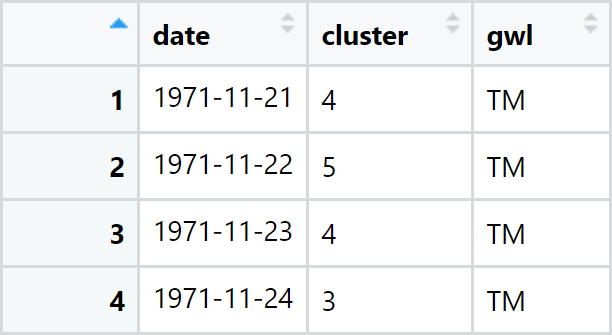 date cluster gwl
1 1971-11-21 4 TM
2 1971-11-22 5 TM
3 1971-11-23 4 TM
4 1971-11-24 3 TM